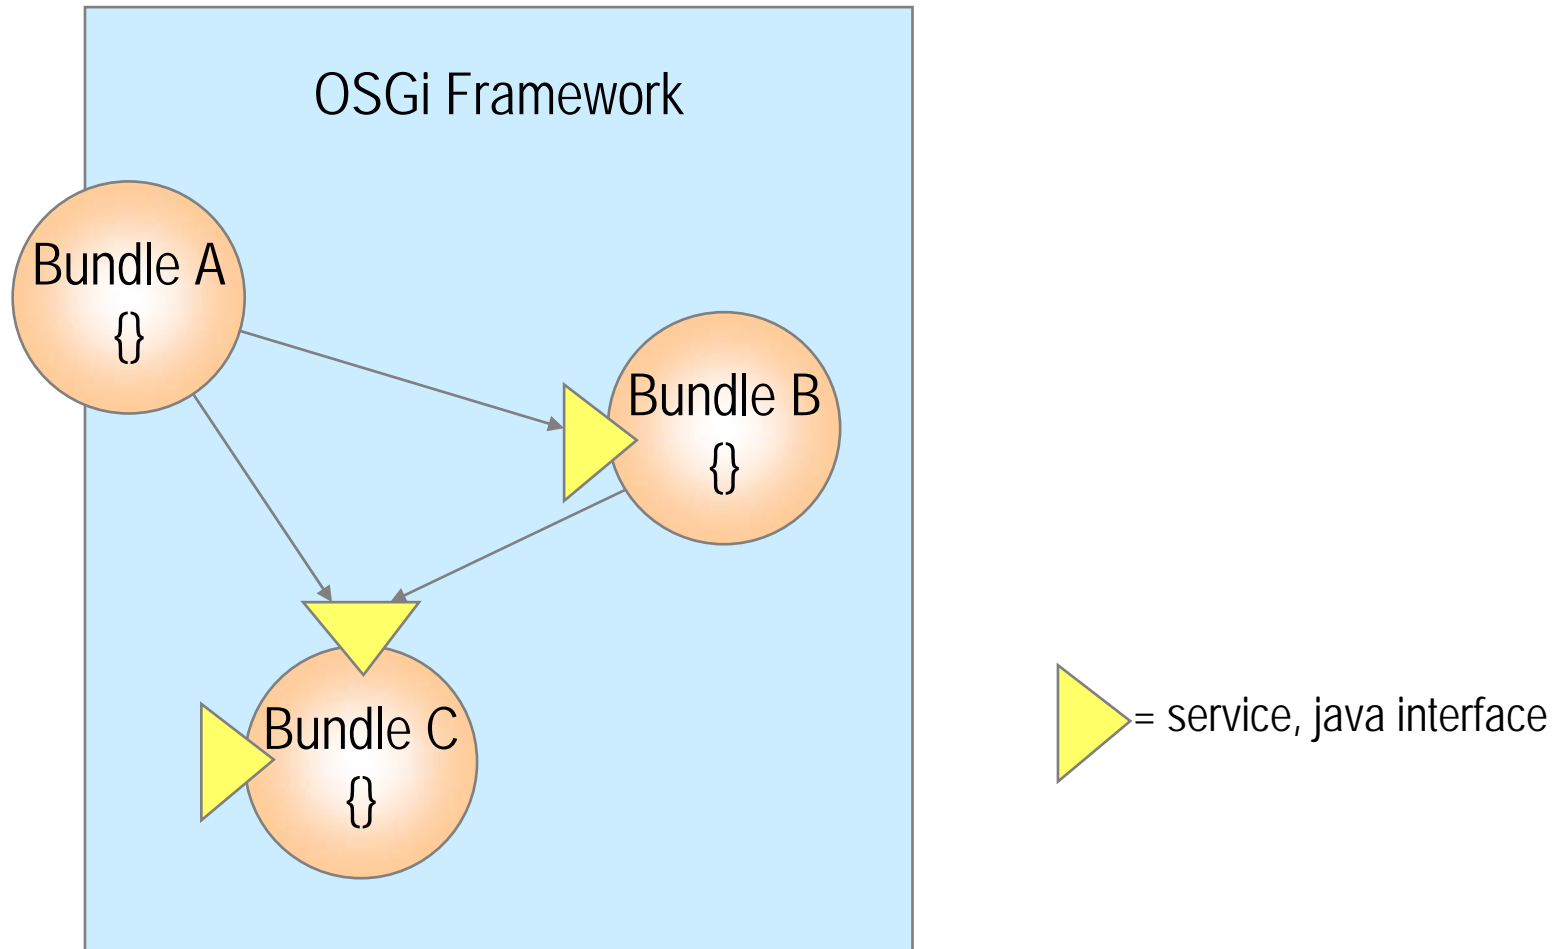 OSGi Framework
Bundle A
{}
Bundle B
{}
Bundle C
{}
= service, java interface